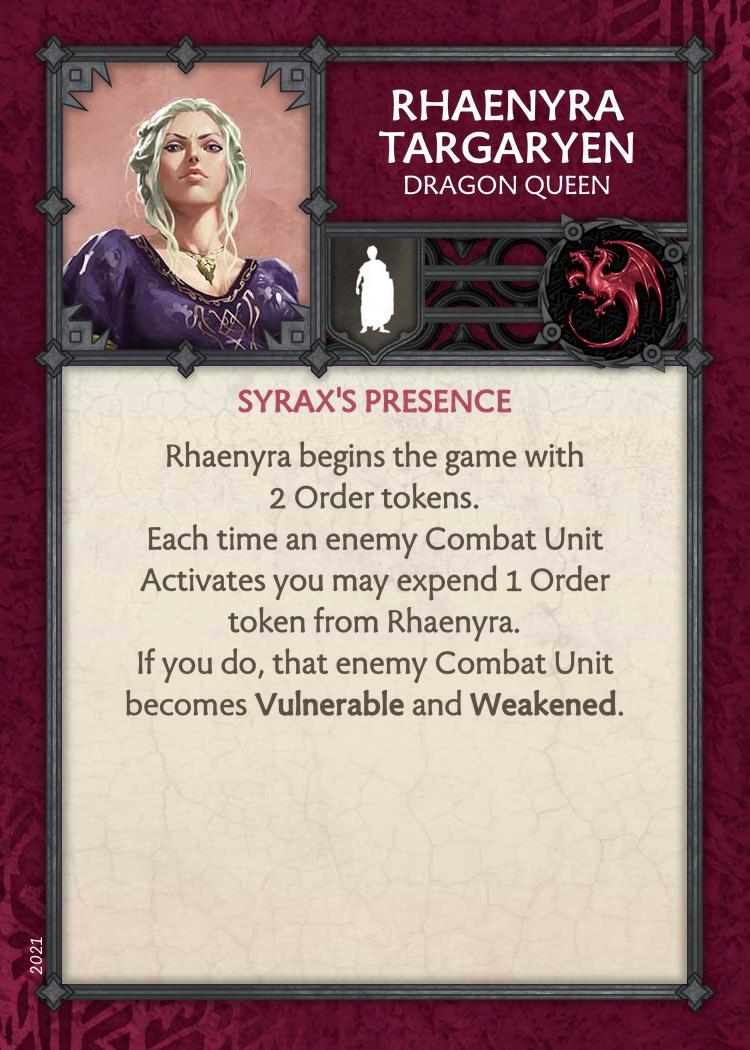 RHAENYRA
TARGARYEN
DRAGON QUEEN
SYRAX'S PRESENCE
Rhaenyra begins the game with
2 Order tokens.
Each time an enemy Combat Unit
Activates you may expend 1 Order
token from Rhaenyra.
If you do, that enemy Combat Unit
becomes Vulnerable and Weakened.
2021